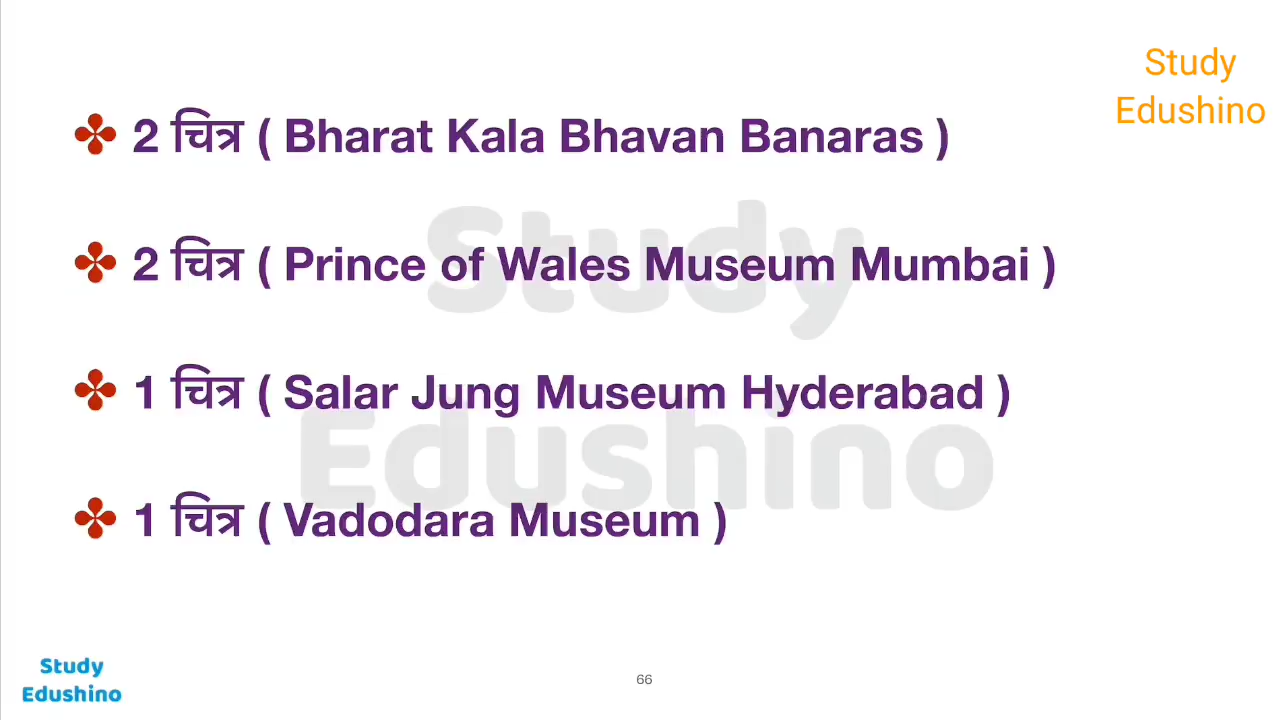 Study
Edushino
2 चित्र ( Bharat Kala Bhavan Banaras )
2 चित्र ( Prince of Wales Museum Mumbai )
1 चित्र ( Salar Jung Museum Hyderabad )
1 चित्र ( Vadodara Museum )
Study
Edushino
Study
Edushino
66